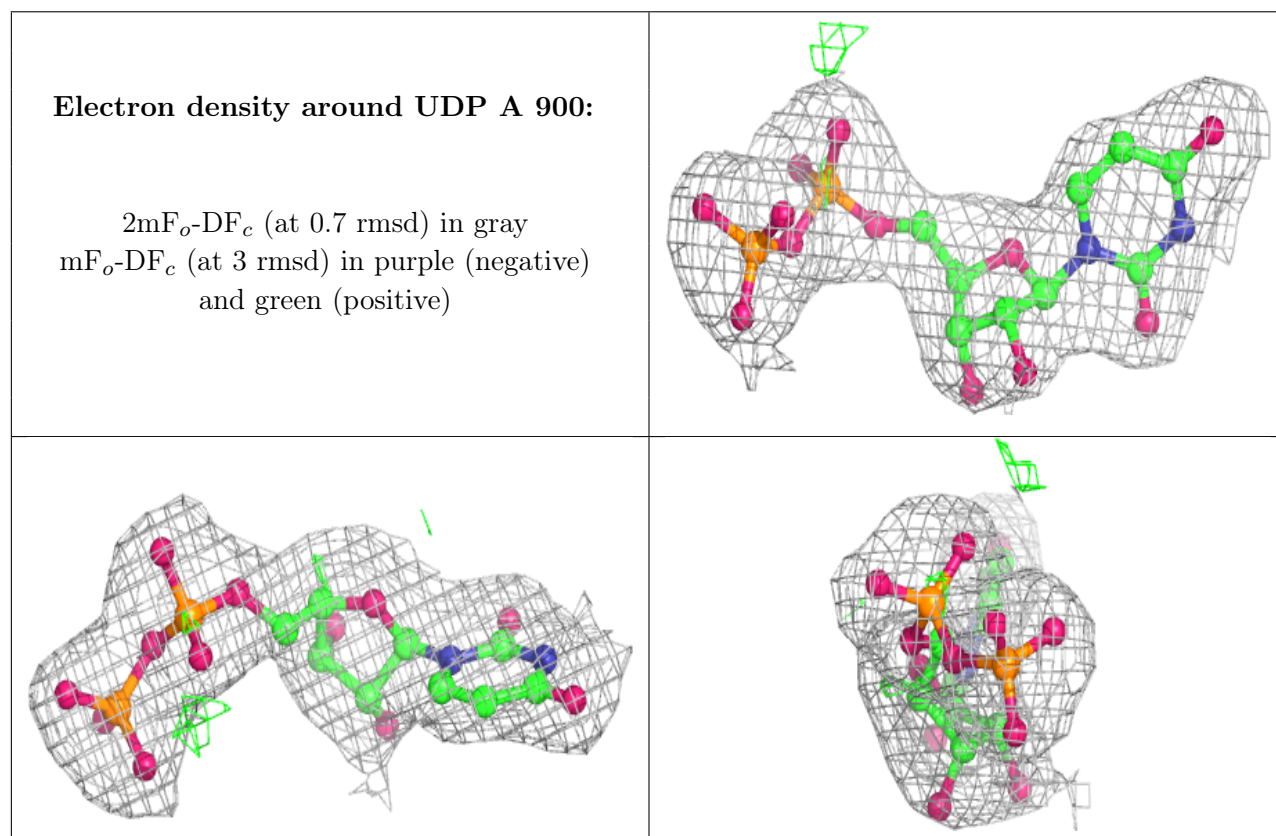 Electron density around UDP A 900:
2mFₒ-DF𝒸 (at 0.7 rmsd) in gray
mFₒ-DF𝒸 (at 3 rmsd) in purple (negative)
and green (positive)